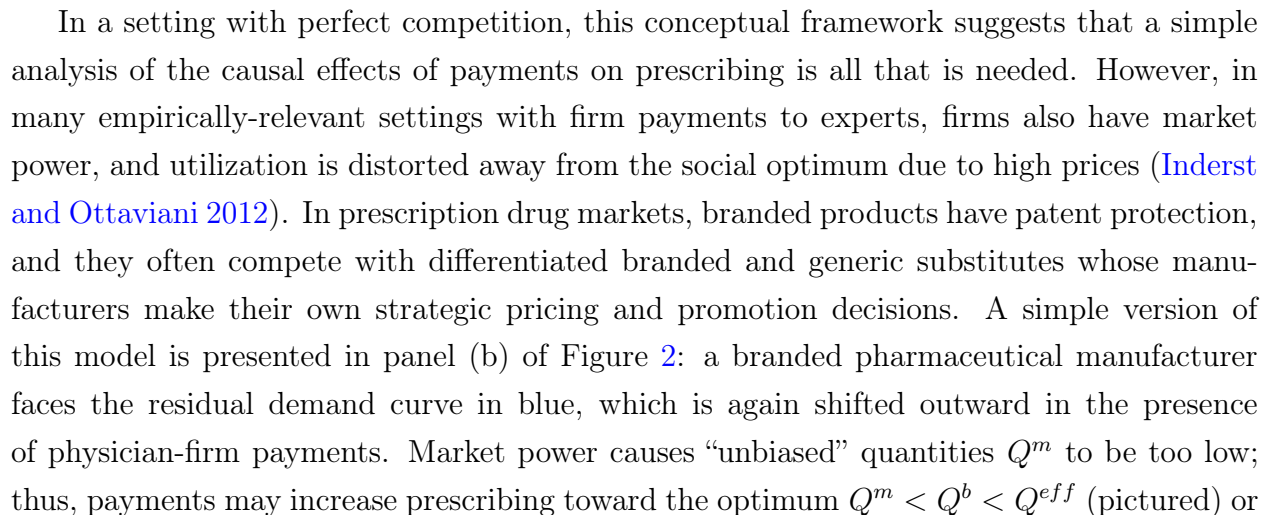 In a setting with perfect competition, this conceptual framework suggests that a simple
analysis of the causal effects of payments on prescribing is all that is needed. However, in
many empirically-relevant settings with firm payments to experts, firms also have market
power, and utilization is distorted away from the social optimum due to high prices (Inderst
and Ottaviani 2012). In prescription drug markets, branded products have patent protection,
and they often compete with differentiated branded and generic substitutes whose manu-
facturers make their own strategic pricing and promotion decisions. A simple version of
this model is presented in panel (b) of Figure 2: a branded pharmaceutical manufacturer
faces the residual demand curve in blue, which is again shifted outward in the presence
of physician-firm payments. Market power causes “unbiased” quantities $Q^m$ to be too low;
thus, payments may increase prescribing toward the optimum $Q^m < Q^b < Q^{eff}$ (pictured) or